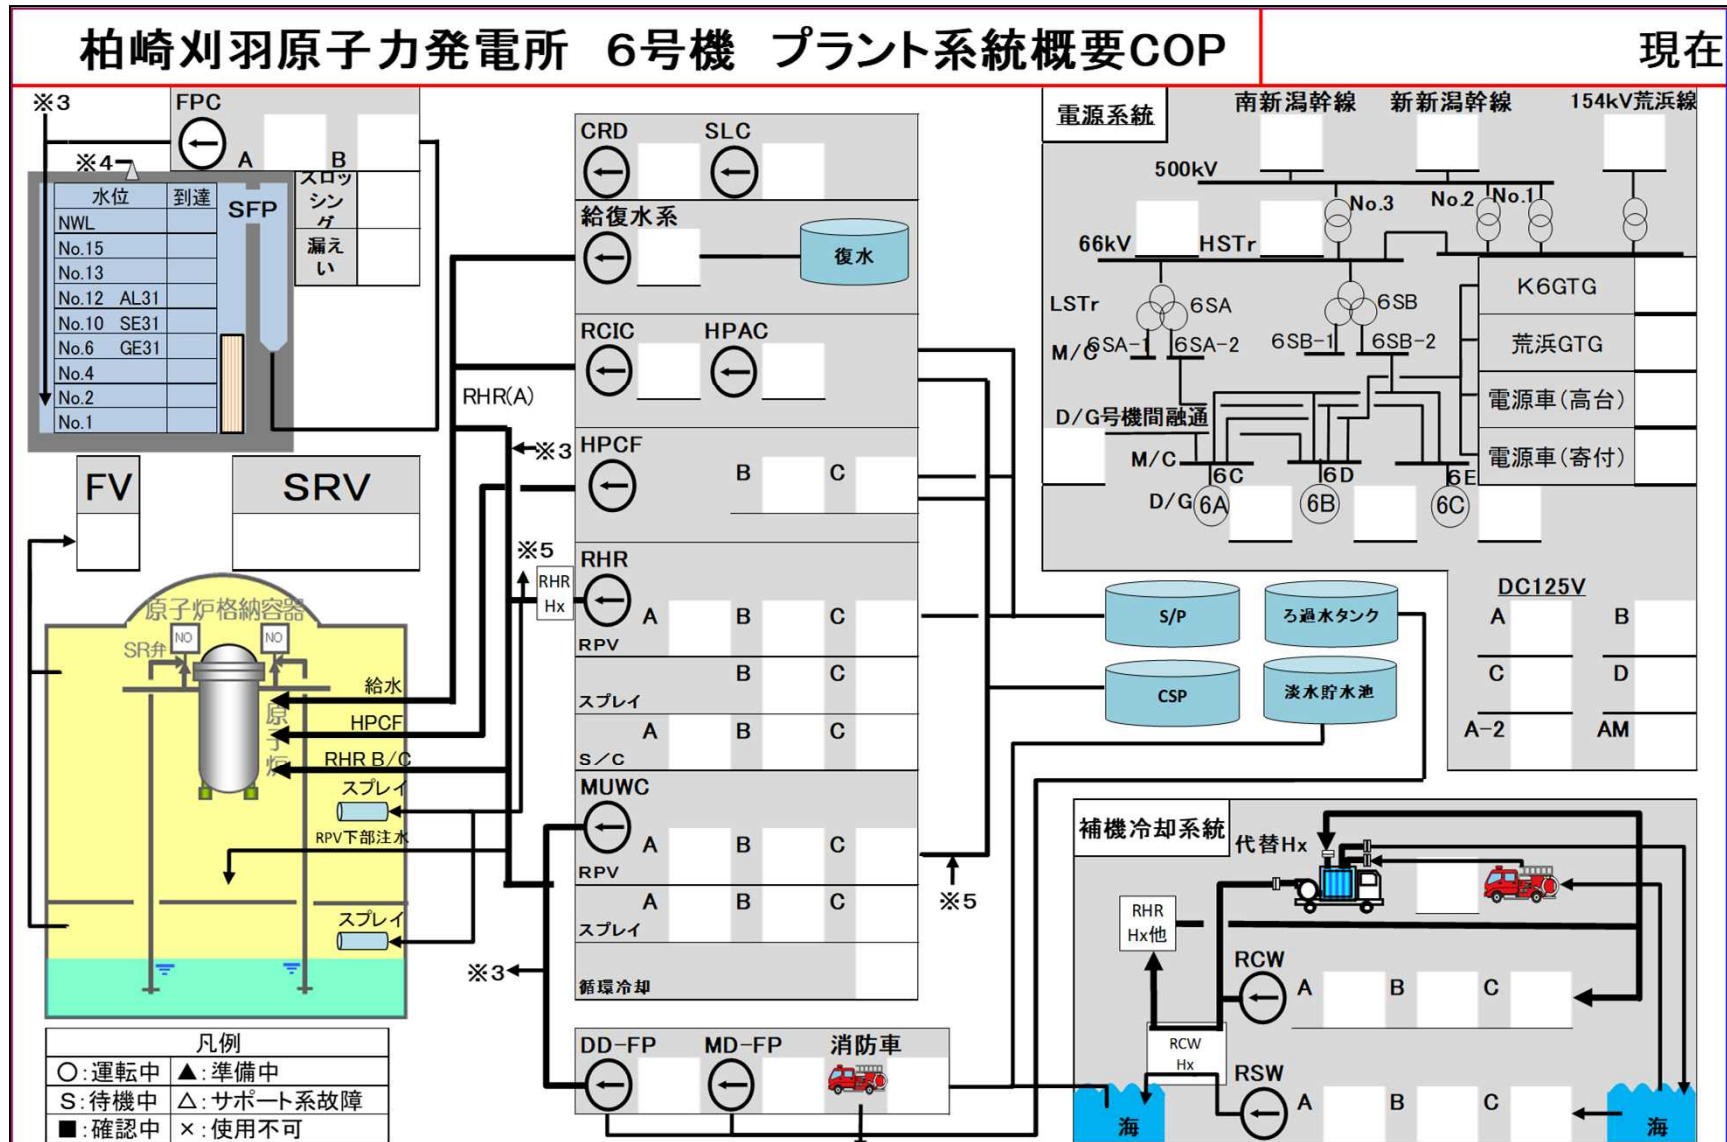 柏崎刈羽原子力発電所　6号機　プラント系統概要COP
現在
※3
FPC
A
B
※4
水位 到達
NWL
No.15
No.13
No.12 AL31
No.10 SE31
No.6 GE31
No.4
No.2
No.1
SFP
スロッ
シン
グ
漏え
い
FV
SRV
原子炉格納容器
SR弁
NO
NO
原子炉
給水
HPCF
RHR B/C
スプレイ
RPV下部注水
スプレイ
凡例
○:運転中 ▲:準備中
S:待機中 △:サポート系故障
■:確認中 ×:使用不可
RHR(A)
※3
※5
RHR
Hx
※3
CRD
SLC
給復水系
復水
RCIC
HPAC
HPCF
B
C
RHR
A
B
C
RPV
B
C
スプレイ
A
B
C
S/C
MUWC
A
B
C
RPV
A
B
C
スプレイ
循環冷却
DD-FP
MD-FP
消防車
※5
S/P
ろ過水タンク
CSP
淡水貯水池
電源系統
南新潟幹線
新新潟幹線
154kV荒浜線
500kV
No.3
No.2
No.1
66kV
HSTr
LSTr
6SA
6SB
M/C
6SA-1
6SA-2
6SB-1
6SB-2
K6GTG
荒浜GTG
電源車(高台)
電源車(寄付)
D/G号機間融通
M/C
6C
6D
6E
D/G
6A
6B
6C
DC125V
A
B
C
D
A-2
AM
補機冷却系統
代替Hx
RHR
Hx他
RCW
A
B
C
RCW
Hx
RSW
A
B
C
海
海